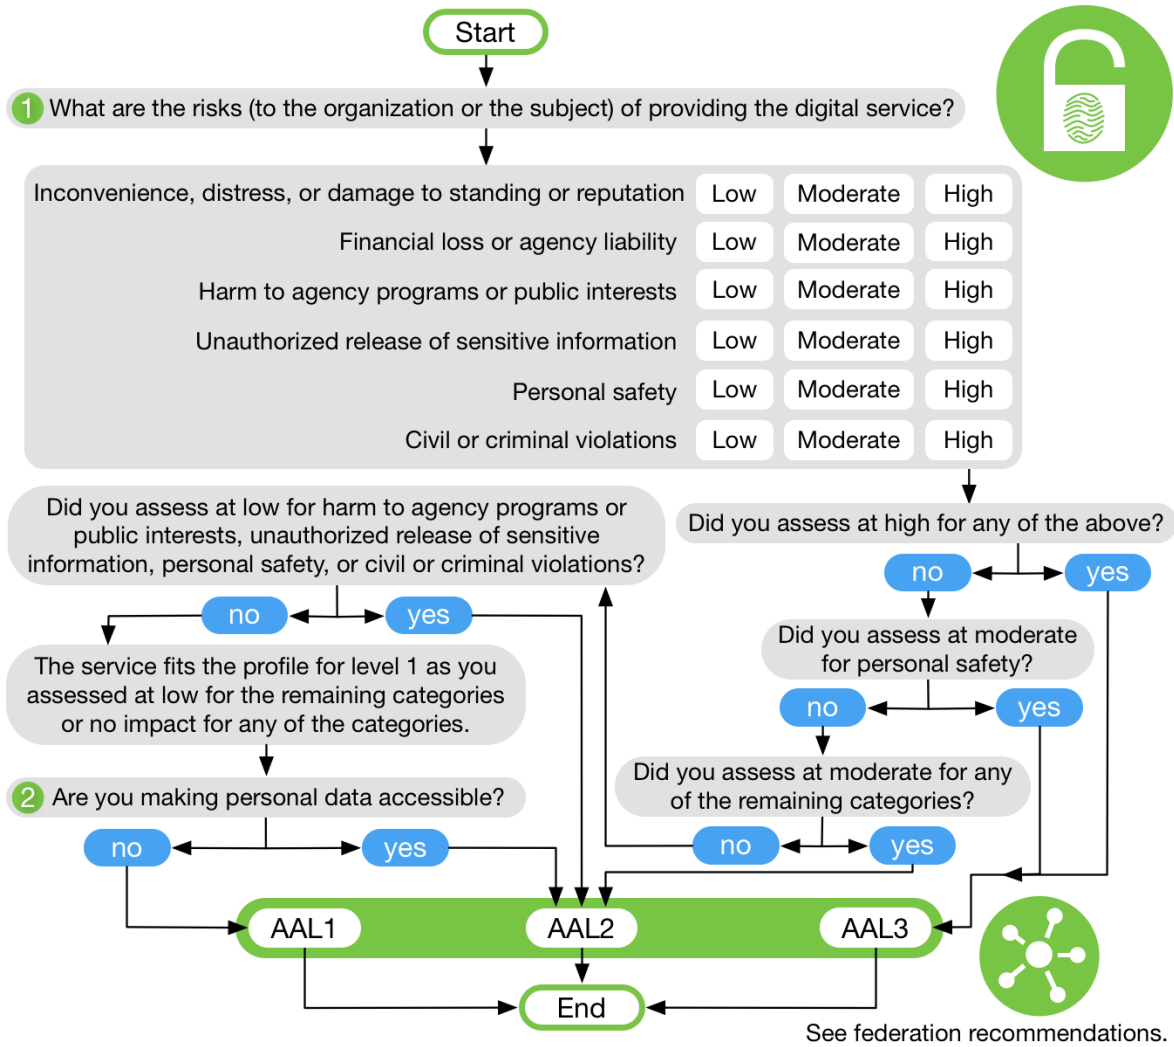 Start
1 What are the risks (to the organization or the subject) of providing the digital service?
Inconvenience, distress, or damage to standing or reputation Low Moderate High
Financial loss or agency liability Low Moderate High
Harm to agency programs or public interests Low Moderate High
Unauthorized release of sensitive information Low Moderate High
Personal safety Low Moderate High
Civil or criminal violations Low Moderate High
Did you assess at high for any of the above?
no yes
Did you assess at moderate
for personal safety?
no yes
Did you assess at moderate for any
of the remaining categories?
no yes
Did you assess at low for harm to agency programs or
public interests, unauthorized release of sensitive
information, personal safety, or civil or criminal violations?
no yes
The service fits the profile for level 1 as you
assessed at low for the remaining categories
or no impact for any of the categories.
2 Are you making personal data accessible?
no yes
AAL1 AAL2 AAL3
End
See federation recommendations.